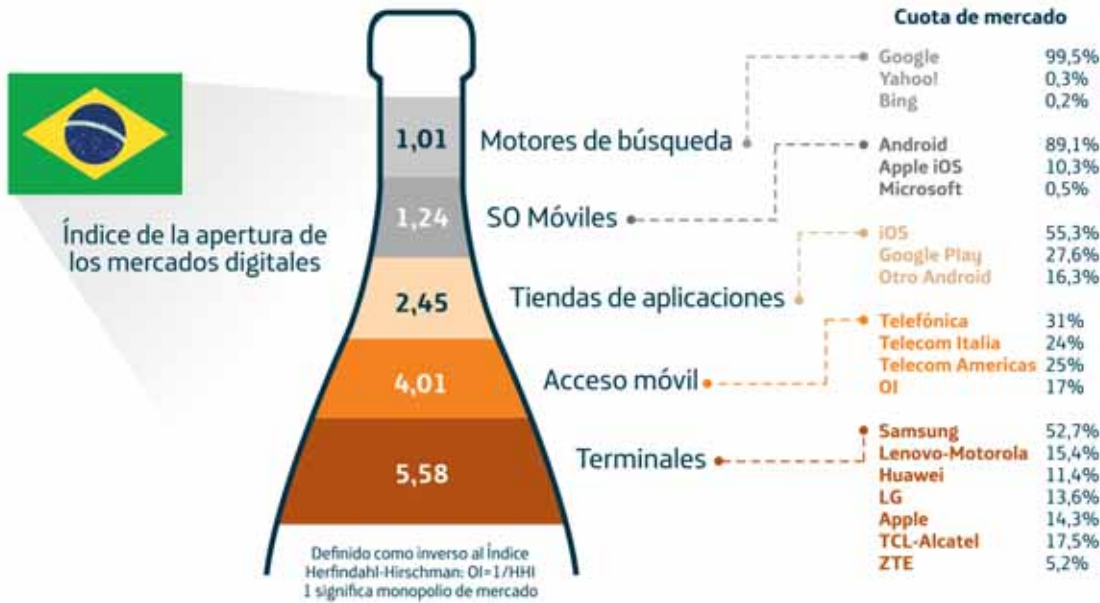 Cuota de mercado
Google 99,5%
Yahoo! 0,3%
Bing 0,2%
Android 89,1%
Apple iOS 10,3%
Microsoft 0,5%
iOS 55,3%
Google Play 27,6%
Otro Android 16,3%
Telefónica 31%
Telecom Italia 24%
Telecom Americas 25%
OI 17%
Samsung 52,7%
Lenovo-Motorola 15,4%
Huawei 11,4%
LG 13,6%
Apple 14,3%
TCL-Alcatel 17,5%
ZTE 5,2%
Índice de la apertura de
los mercados digitales
1,01 Motores de búsqueda
1,24 SO Móviles
2,45 Tiendas de aplicaciones
4,01 Acceso móvil
5,58 Terminales
Definido como inverso al Índice
Herfindahl-Hirschman: OI=1/HHI
1 significa monopolio de mercado